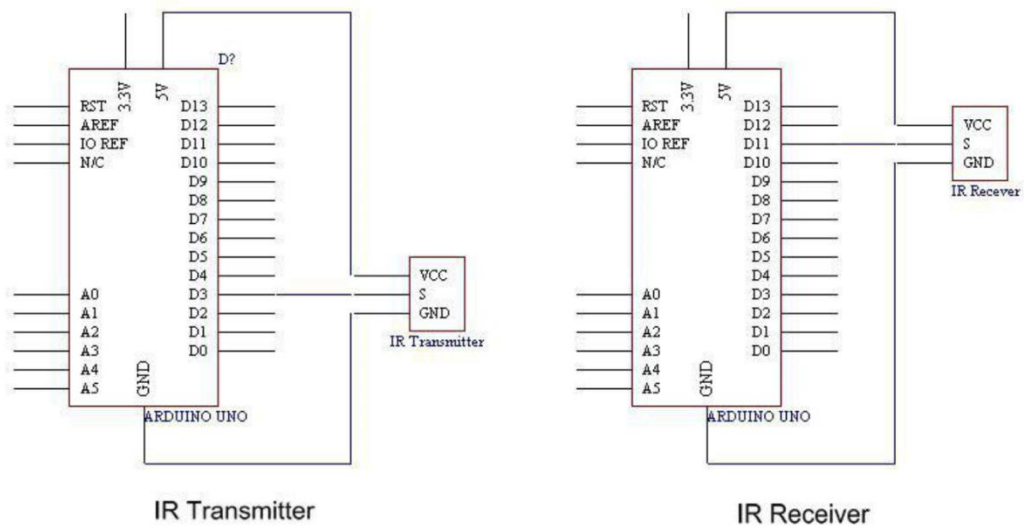 D?
3.3V
5V
RST
AREF
IO REF
N/C
D13
D12
D11
D10
D9
D8
D7
D6
D5
D4
D3
D2
D1
D0
A0
A1
A2
A3
A4
A5
GND
ARDUINO UNO
VCC
S
GND
IR Transmitter
IR Transmitter
3.3V
5V
RST
AREF
IO REF
N/C
D13
D12
D11
D10
D9
D8
D7
D6
D5
D4
D3
D2
D1
D0
A0
A1
A2
A3
A4
A5
GND
ARDUINO UNO
VCC
S
GND
IR Recever
IR Receiver